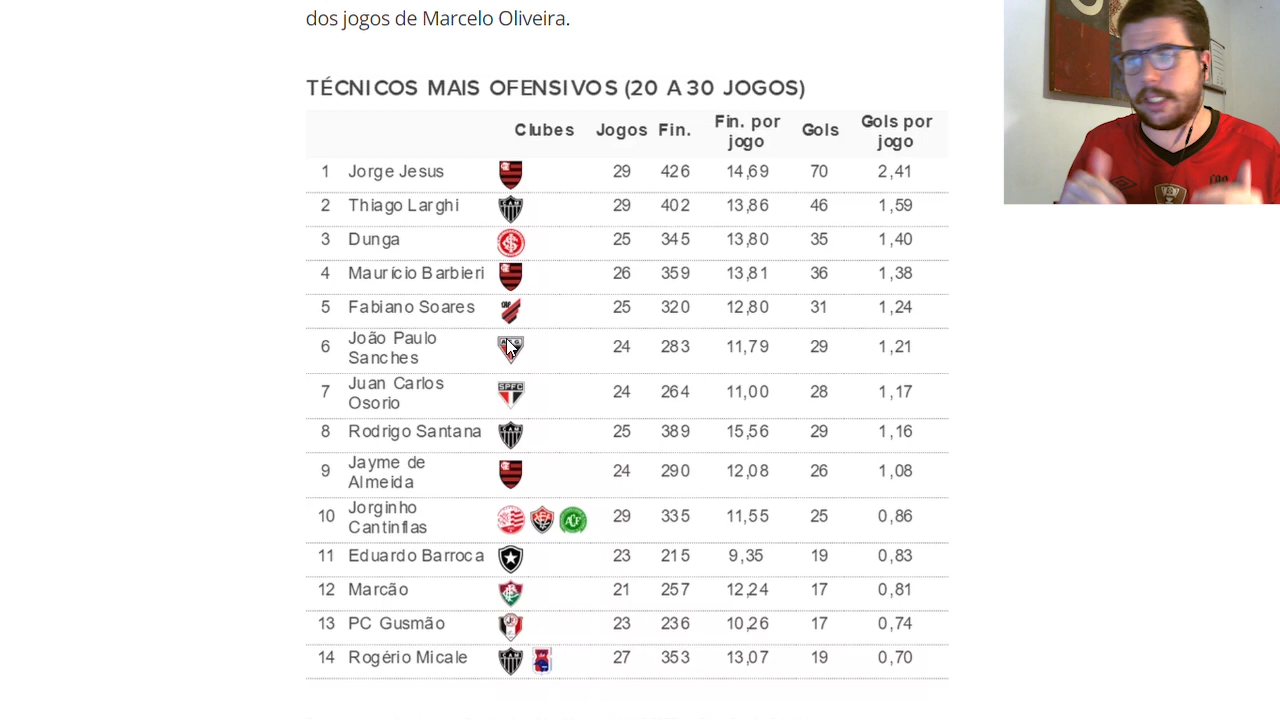 dos jogos de Marcelo Oliveira.
TÉCNICOS MAIS OFENSIVOS (20 A 30 JOGOS)
Clubes Jogos Fin. Fin. por jogo Gols Gols por jogo
1 Jorge Jesus 29 426 14,69 70 2,41
2 Thiago Larghi CAM 29 402 13,86 46 1,59
3 Dunga 25 345 13,80 35 1,40
4 Maurício Barbieri 26 359 13,81 36 1,38
5 Fabiano Soares 25 320 12,80 31 1,24
6 João Paulo Sanches 24 283 11,79 29 1,21
7 Juan Carlos Osorio SPFC 24 264 11,00 28 1,17
8 Rodrigo Santana CAM 25 389 15,56 29 1,16
9 Jayme de Almeida 24 290 12,08 26 1,08
10 Jorginho Cantinflas 29 335 11,55 25 0,86
11 Eduardo Barroca 23 215 9,35 19 0,83
12 Marcão 21 257 12,24 17 0,81
13 PC Gusmão 23 236 10,26 17 0,74
14 Rogério Micale CAM 27 353 13,07 19 0,70